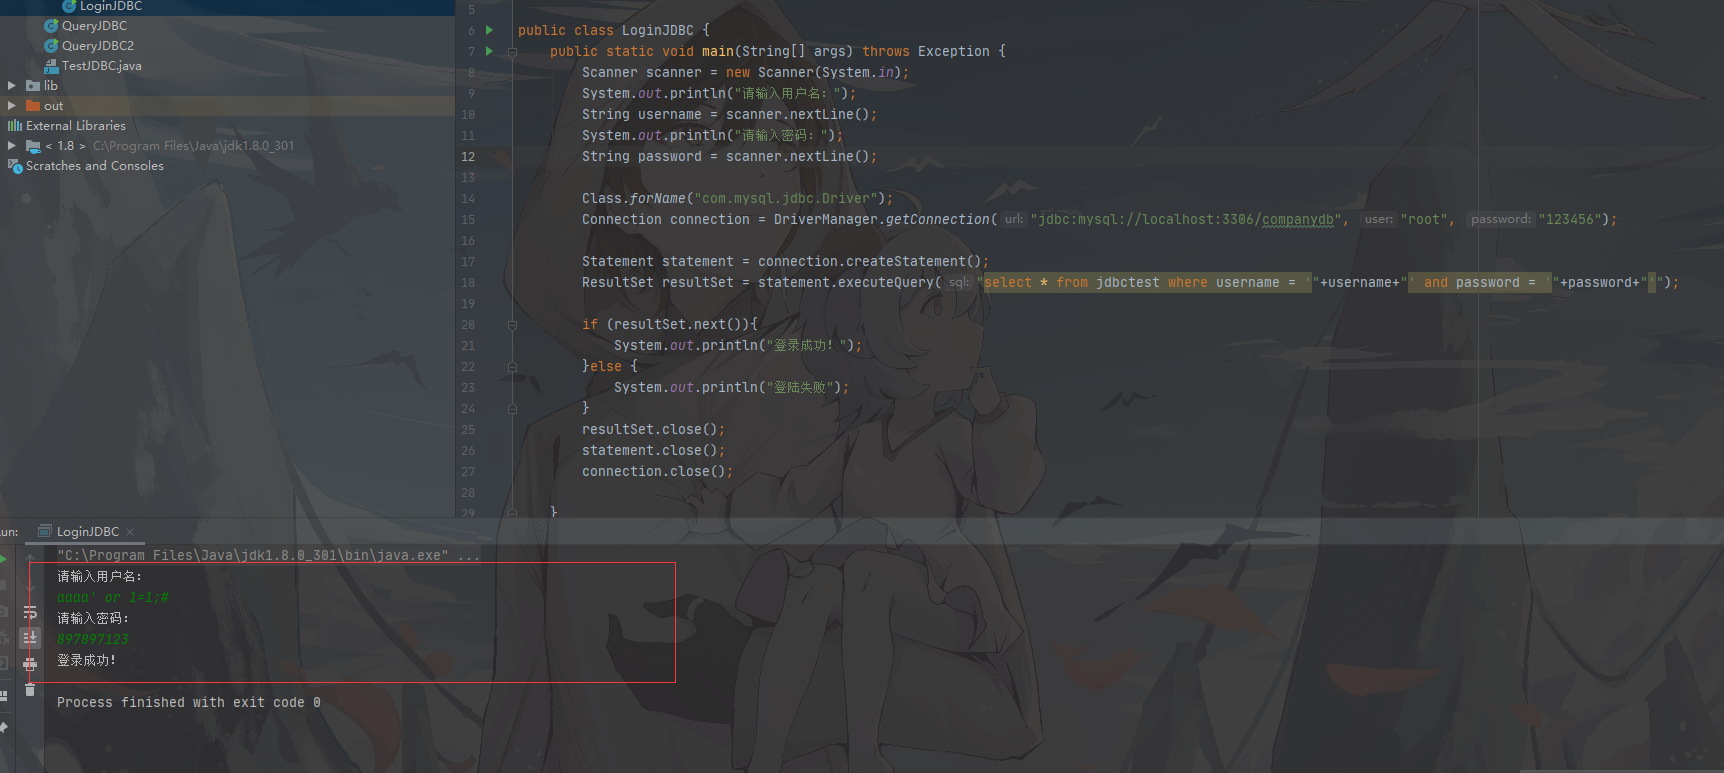 LoginJDBC
QueryJDBC
QueryJDBC2
TestJDBC.java
lib
out
External Libraries
< 1.8 > C:\Program Files\Java\jdk1.8.0_301
Scratches and Consoles
5
6 public class LoginJDBC {
7 public static void main(String[] args) throws Exception {
8 Scanner scanner = new Scanner(System.in);
9 System.out.println("请输入用户名：");
10 String username = scanner.nextLine();
11 System.out.println("请输入密码：");
12 String password = scanner.nextLine();
13
14 Class.forName("com.mysql.jdbc.Driver");
15 Connection connection = DriverManager.getConnection( url: "jdbc:mysql://localhost:3306/companydb", user: "root", password: "123456");
16
17 Statement statement = connection.createStatement();
18 ResultSet resultSet = statement.executeQuery( sql: "select * from jdbctest where username = '"+username+"' and password = '"+password+"'");
19
20 if (resultSet.next()){
21 System.out.println("登录成功！");
22 }else {
23 System.out.println("登陆失败");
24 }
25 resultSet.close();
26 statement.close();
27 connection.close();
28
29 }
un: LoginJDBC
"C:\Program Files\Java\jdk1.8.0_301\bin\java.exe" ...
请输入用户名：
aaaa' or 1=1;#
请输入密码：
897897123
登录成功！
Process finished with exit code 0